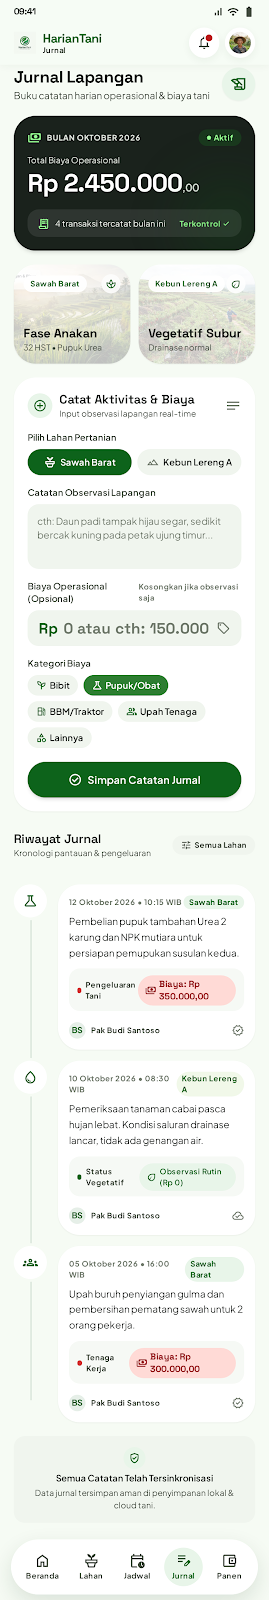 09:41
HarianTani
Jurnal
Jurnal Lapangan
Buku catatan harian operasional & biaya tani
BULAN OKTOBER 2026
Aktif
Total Biaya Operasional
Rp 2.450.000,00
4 transaksi tercatat bulan ini
Terkontrol ✓
Sawah Barat
Fase Anakan
32 HST • Pupuk Urea
Kebun Lereng A
Vegetatif Subur
Drainase normal
Catat Aktivitas & Biaya
Input observasi lapangan real-time
Pilih Lahan Pertanian
Sawah Barat
Kebun Lereng A
Catatan Observasi Lapangan
cth: Daun padi tampak hijau segar, sedikit
bercak kuning pada petak ujung timur...
Biaya Operasional
(Opsional)
Kosongkan jika observasi
saja
Rp 0 atau cth: 150.000
Kategori Biaya
Bibit
Pupuk/Obat
BBM/Traktor
Upah Tenaga
Lainnya
Simpan Catatan Jurnal
Riwayat Jurnal
Kronologi pantauan & pengeluaran
Semua Lahan
12 Oktober 2026 • 10:15 WIB
Sawah Barat
Pembelian pupuk tambahan Urea 2
karung dan NPK mutiara untuk
persiapan pemupukan susulan kedua.
Pengeluaran
Tani
Biaya: Rp
350.000,00
BS
Pak Budi Santoso
10 Oktober 2026 • 08:30
WIB
Kebun Lereng
A
Pemeriksaan tanaman cabai pasca
hujan lebat. Kondisi saluran drainase
lancar, tidak ada genangan air.
Status
Vegetatif
Observasi Rutin
(Rp 0)
BS
Pak Budi Santoso
05 Oktober 2026 • 16:00
WIB
Sawah
Barat
Upah buruh penyiangan gulma dan
pembersihan pematang sawah untuk 2
orang pekerja.
Tenaga
Kerja
Biaya: Rp
300.000,00
BS
Pak Budi Santoso
Semua Catatan Telah Tersinkronisasi
Data jurnal tersimpan aman di penyimpanan lokal &
cloud tani.
Beranda
Lahan
Jadwal
Jurnal
Panen